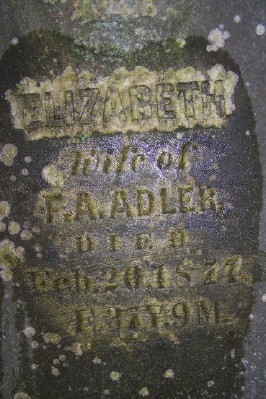 ELIZABETH
Wife of
F.A. ADLER.
DIED
Feb. 20, 1877.
37Y. 9M.